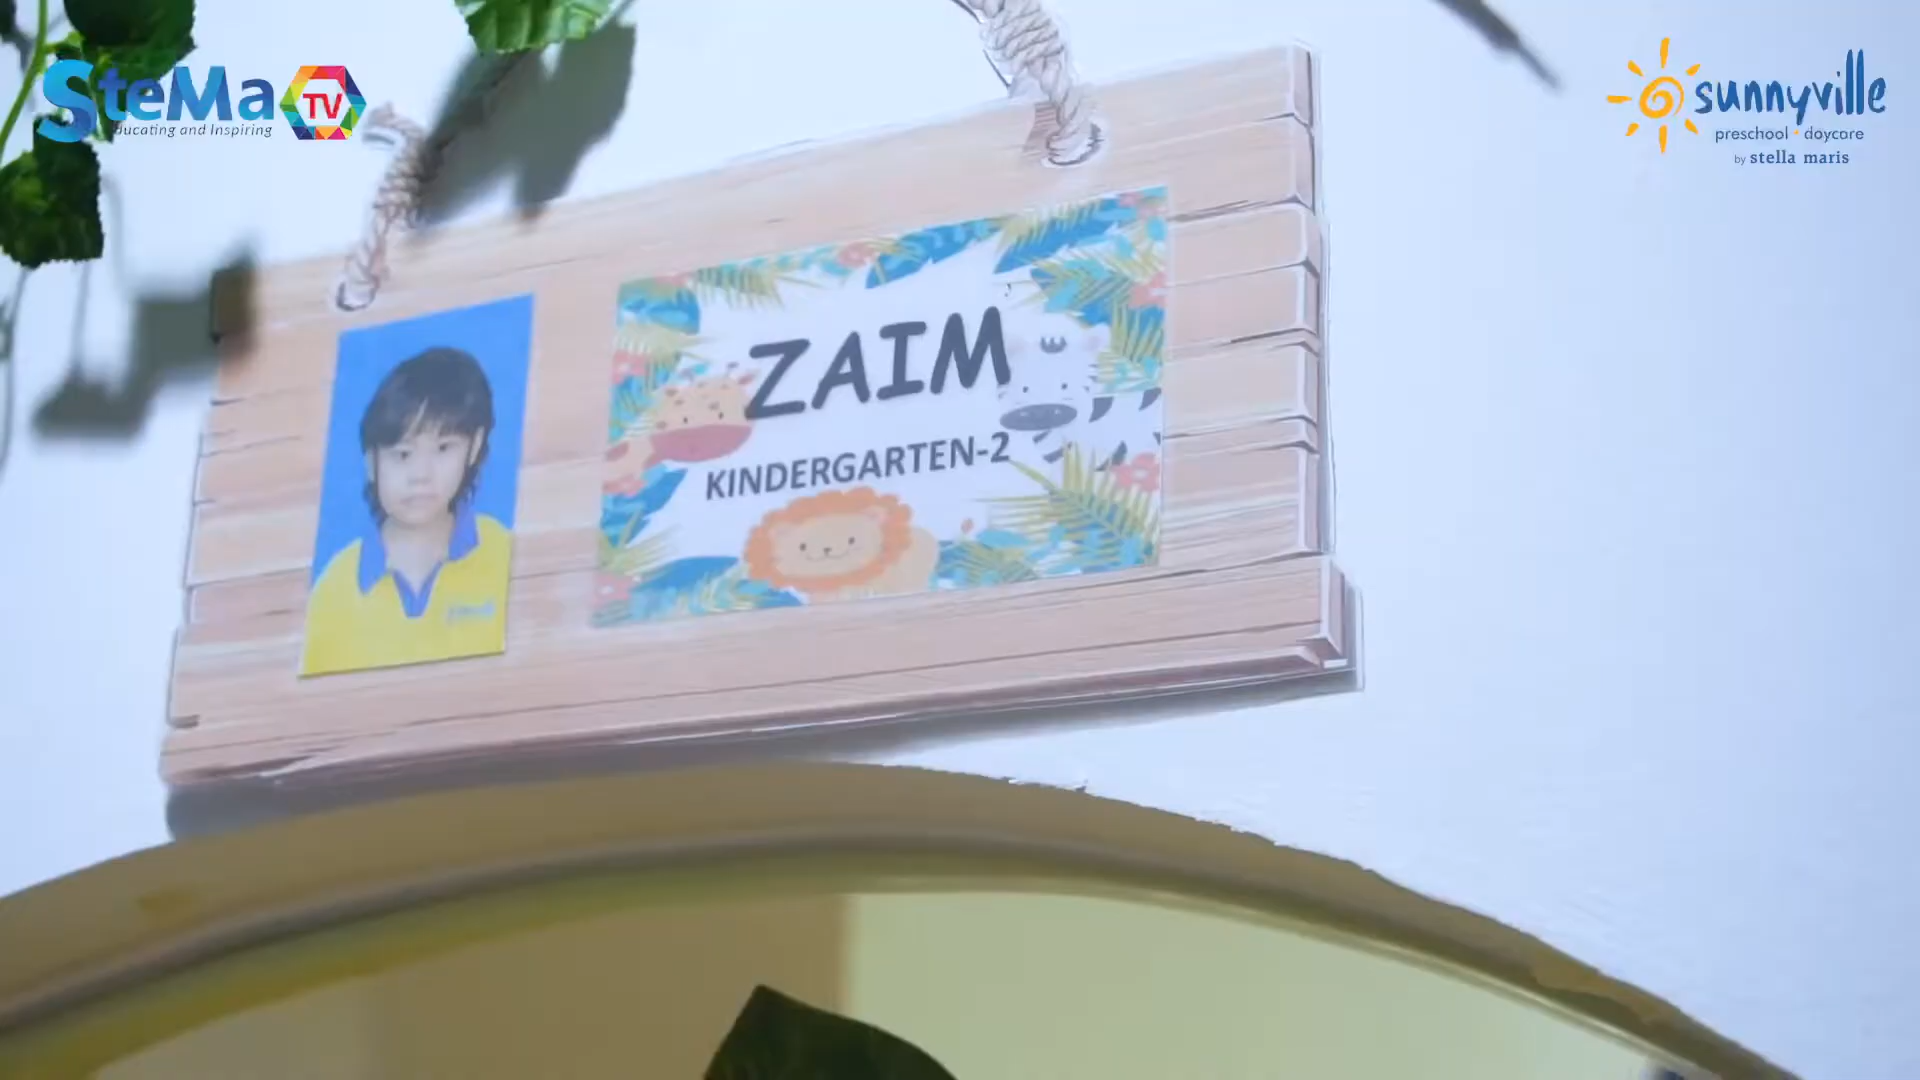 SteMa TV
Educating and Inspiring
sunnyville
preschool • daycare
by stella maris
ZAIM
KINDERGARTEN-2